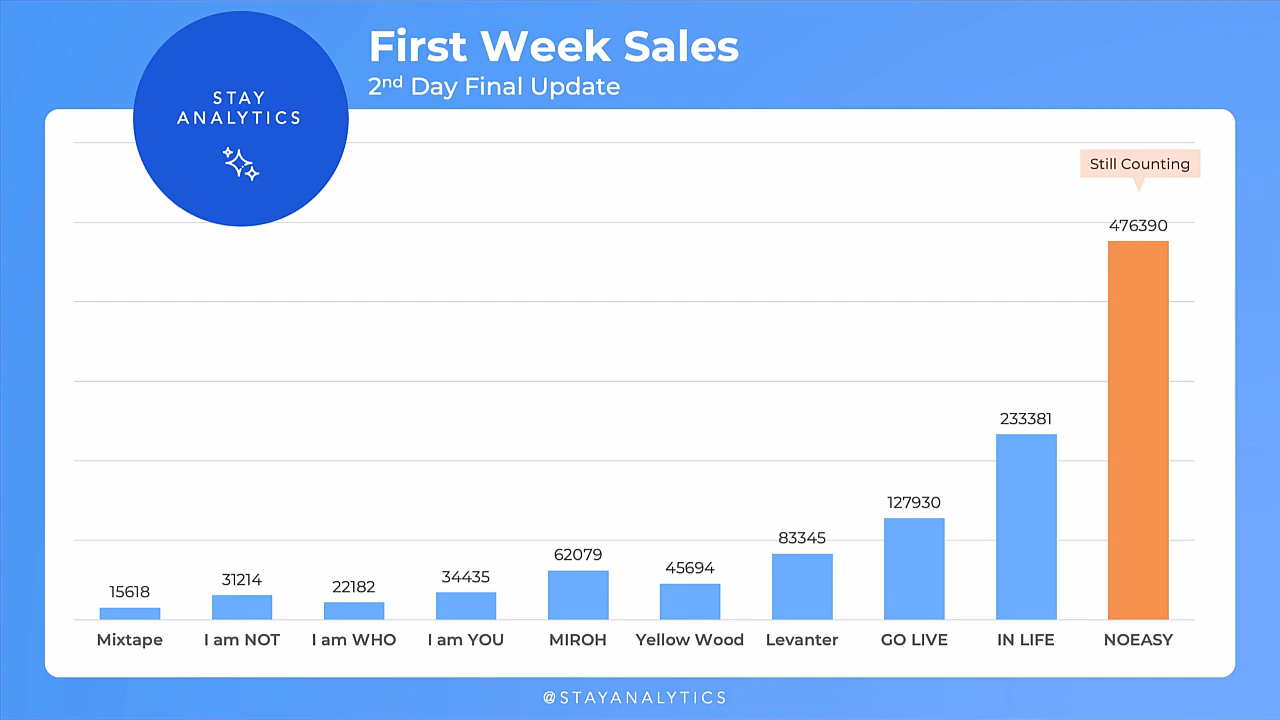 First Week Sales
2nd Day Final Update
STAY
ANALYTICS
Still Counting
476390
233381
127930
83345
62079
45694
34435
22182
31214
15618
Mixtape
I am NOT
I am WHO
I am YOU
MIROH
Yellow Wood
Levanter
GO LIVE
IN LIFE
NOEASY
@STAYANALYTICS